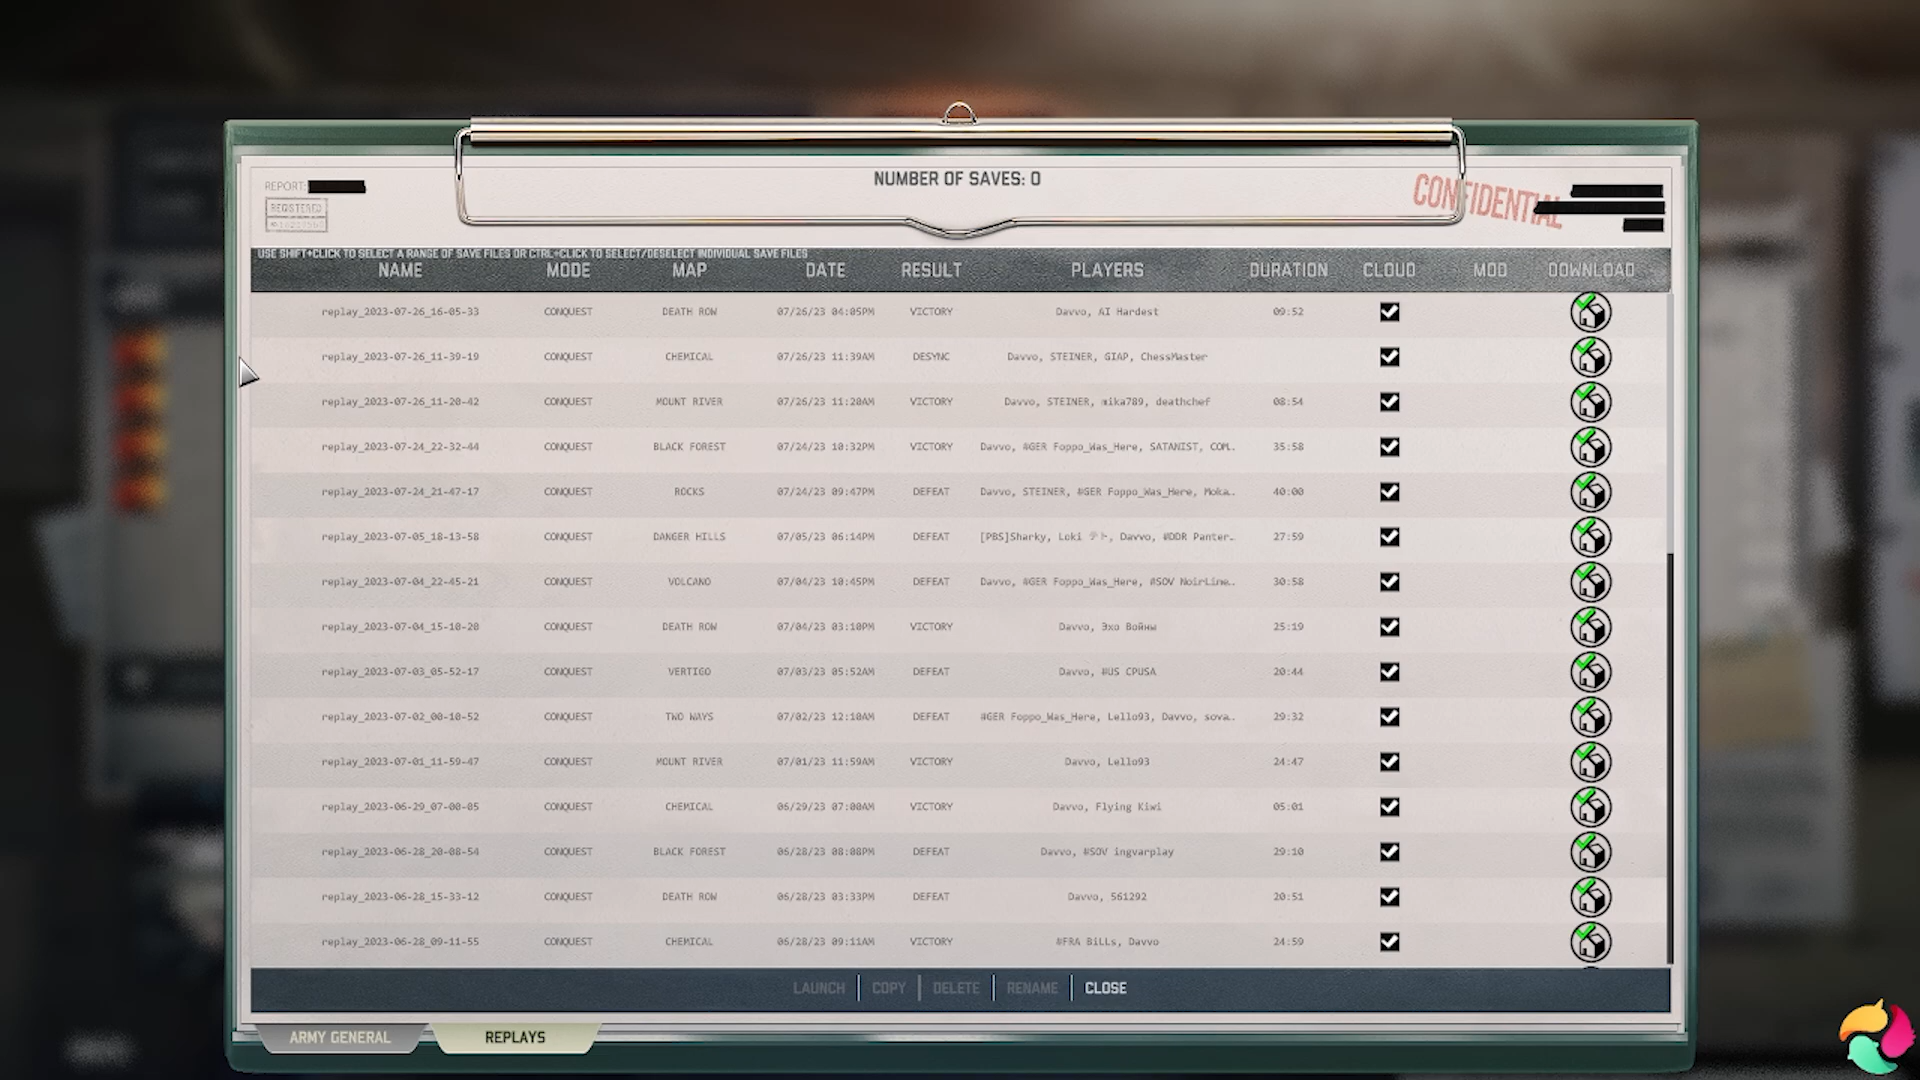 NUMBER OF SAVES: 0
REPORT:
REGISTERED
CONFIDENTIAL
USE SHIFT+CLICK TO SELECT A RANGE OF SAVE FILES OR CTRL+CLICK TO SELECT/DESELECT INDIVIDUAL SAVE FILES
NAME MODE MAP DATE RESULT PLAYERS DURATION CLOUD MOD DOWNLOAD
replay_2023-07-26_16-05-33 CONQUEST DEATH ROW 07/26/23 04:05PM VICTORY Davvo, AI Hardest 09:52
replay_2023-07-26_11-39-19 CONQUEST CHEMICAL 07/26/23 11:39AM DESYNC Davvo, STEINER, GIAP, ChessMaster
replay_2023-07-26_11-20-42 CONQUEST MOUNT RIVER 07/26/23 11:20AM VICTORY Davvo, STEINER, mika789, deathchef 08:54
replay_2023-07-24_22-32-44 CONQUEST BLACK FOREST 07/24/23 10:32PM VICTORY Davvo, #GER Foppo_Was_Here, SATANIST, COM… 35:58
replay_2023-07-24_21-47-17 CONQUEST ROCKS 07/24/23 09:47PM DEFEAT Davvo, STEINER, #GER Foppo_Was_Here, Moka… 40:00
replay_2023-07-05_18-13-58 CONQUEST DANGER HILLS 07/05/23 06:14PM DEFEAT [PBS]Sharky, Loki テト, Davvo, #DDR Panter… 27:59
replay_2023-07-04_22-45-21 CONQUEST VOLCANO 07/04/23 10:45PM DEFEAT Davvo, #GER Foppo_Was_Here, #SOV NoirLine… 30:58
replay_2023-07-04_15-10-20 CONQUEST DEATH ROW 07/04/23 03:10PM VICTORY Davvo, Эхо Войны 25:19
replay_2023-07-03_05-52-17 CONQUEST VERTIGO 07/03/23 05:52AM DEFEAT Davvo, #US CPUSA 20:44
replay_2023-07-02_00-10-52 CONQUEST TWO WAYS 07/02/23 12:10AM DEFEAT #GER Foppo_Was_Here, Lello93, Davvo, sova… 29:32
replay_2023-07-01_11-59-47 CONQUEST MOUNT RIVER 07/01/23 11:59AM VICTORY Davvo, Lello93 24:47
replay_2023-06-29_07-00-05 CONQUEST CHEMICAL 06/29/23 07:00AM VICTORY Davvo, Flying Kiwi 05:01
replay_2023-06-28_20-08-54 CONQUEST BLACK FOREST 06/28/23 08:08PM DEFEAT Davvo, #SOV ingvarplay 29:10
replay_2023-06-28_15-33-12 CONQUEST DEATH ROW 06/28/23 03:33PM DEFEAT Davvo, 561292 20:51
replay_2023-06-28_09-11-55 CONQUEST CHEMICAL 06/28/23 09:11AM VICTORY #FRA BiLLs, Davvo 24:59
LAUNCH COPY DELETE RENAME CLOSE
ARMY GENERAL REPLAYS